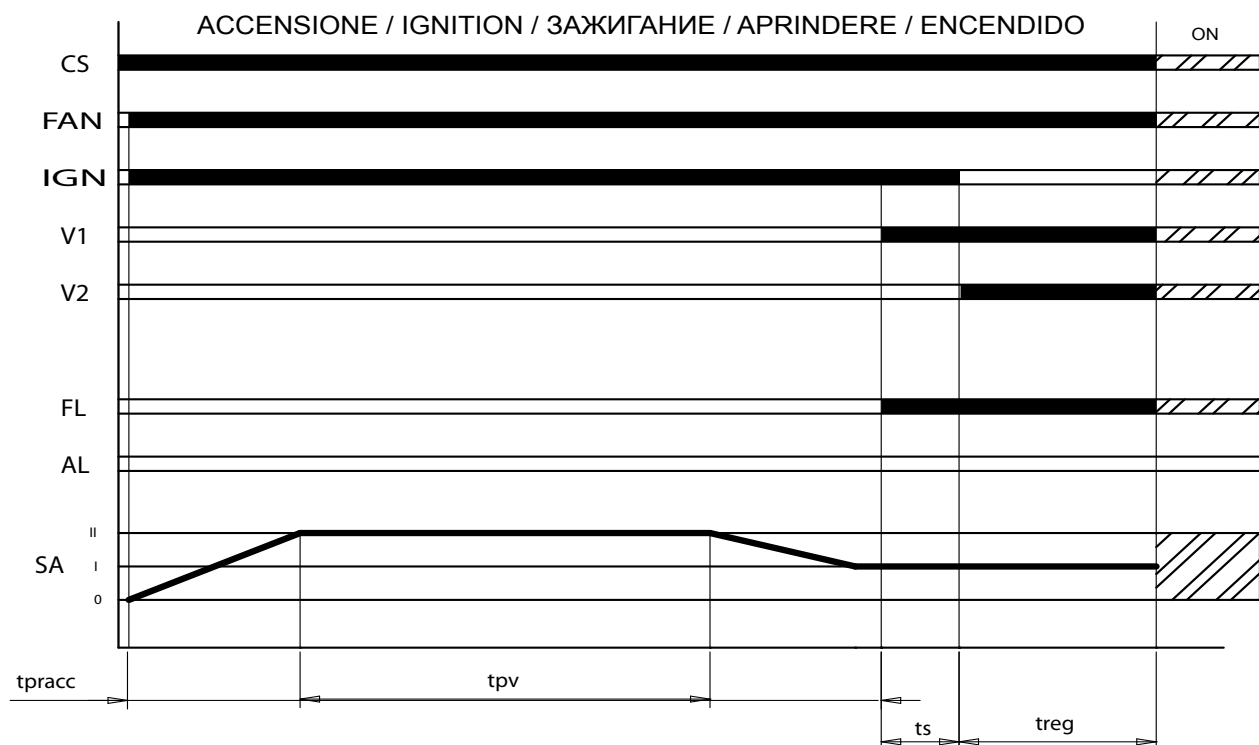 ACCENSIONE / IGNITION / ЗАЖИГАНИЕ / APRINDERE / ENCENDIDO
ON
CS
FAN
IGN
V1
V2
FL
AL
II
SA I
0
tpracc
tpv
ts
treg